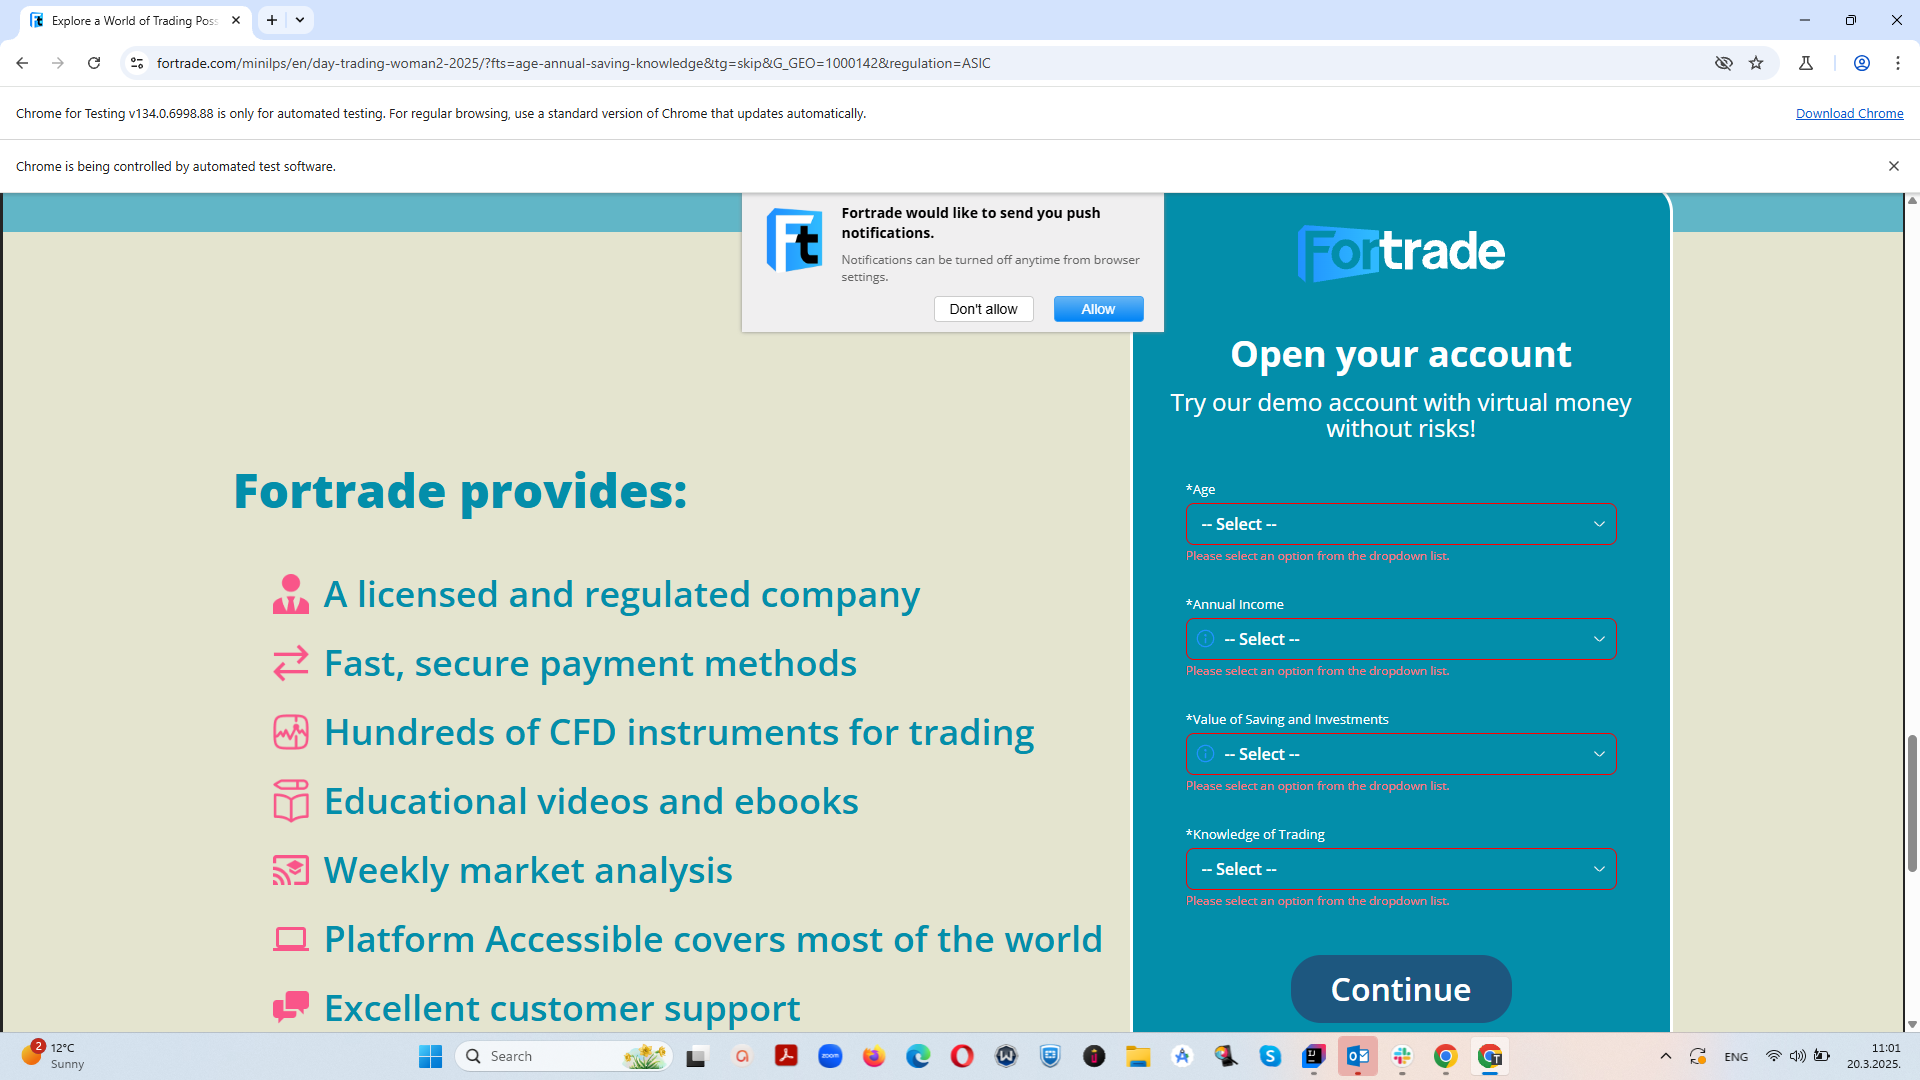 Explore a World of Trading Poss
fortrade.com/minilps/en/day-trading-woman2-2025/?fts=age-annual-saving-knowledge&tg=skip&G_GEO=1000142&regulation=ASIC
Chrome for Testing v134.0.6998.88 is only for automated testing. For regular browsing, use a standard version of Chrome that updates automatically.
Download Chrome
Chrome is being controlled by automated test software.
Ft
Fortrade would like to send you push
notifications.
Notifications can be turned off anytime from browser
settings.
Don't allow
Allow
Fortrade
Open your account
Try our demo account with virtual money
without risks!
*Age
-- Select --
Please select an option from the dropdown list.
*Annual Income
-- Select --
Please select an option from the dropdown list.
*Value of Saving and Investments
-- Select --
Please select an option from the dropdown list.
*Knowledge of Trading
-- Select --
Please select an option from the dropdown list.
Continue
Fortrade provides:
A licensed and regulated company
Fast, secure payment methods
Hundreds of CFD instruments for trading
Educational videos and ebooks
Weekly market analysis
Platform Accessible covers most of the world
Excellent customer support
2
12°C
Sunny
Search
zoom
ENG
11:01
20.3.2025.